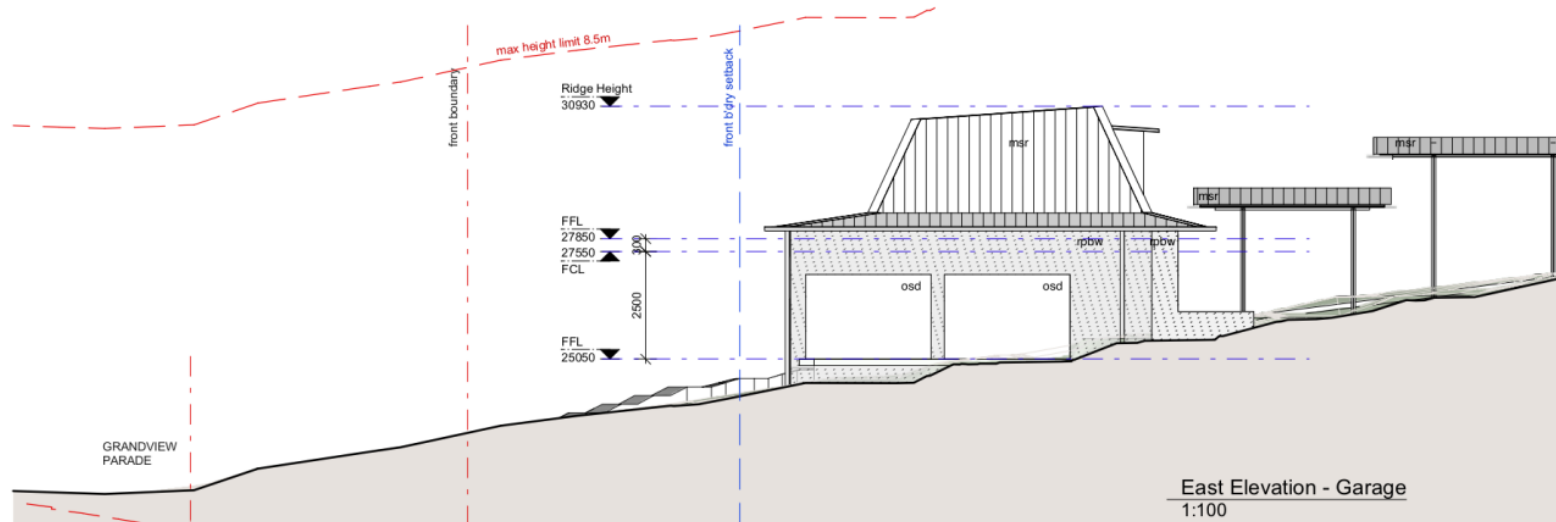 max height limit 8.5m
front boundary
front b'dry setback
Ridge Height
30930
msr
msr
msr
FFL
27850
300
27550
FCL
rpbw
rpbw
osd
osd
2500
FFL
25050
GRANDVIEW
PARADE
East Elevation - Garage
1:100